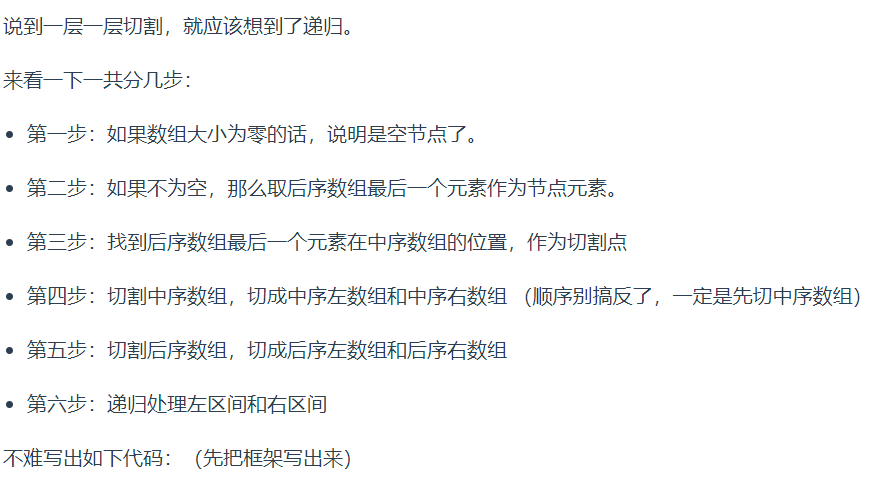 说到一层一层切割，就应该想到了递归。
来看一下一共分几步：
• 第一步：如果数组大小为零的话，说明是空节点了。
• 第二步：如果不为空，那么取后序数组最后一个元素作为节点元素。
• 第三步：找到后序数组最后一个元素在中序数组的位置，作为切割点
• 第四步：切割中序数组，切成中序左数组和中序右数组 （顺序别搞反了，一定是先切中序数组）
• 第五步：切割后序数组，切成后序左数组和后序右数组
• 第六步：递归处理左区间和右区间
不难写出如下代码：（先把框架写出来）